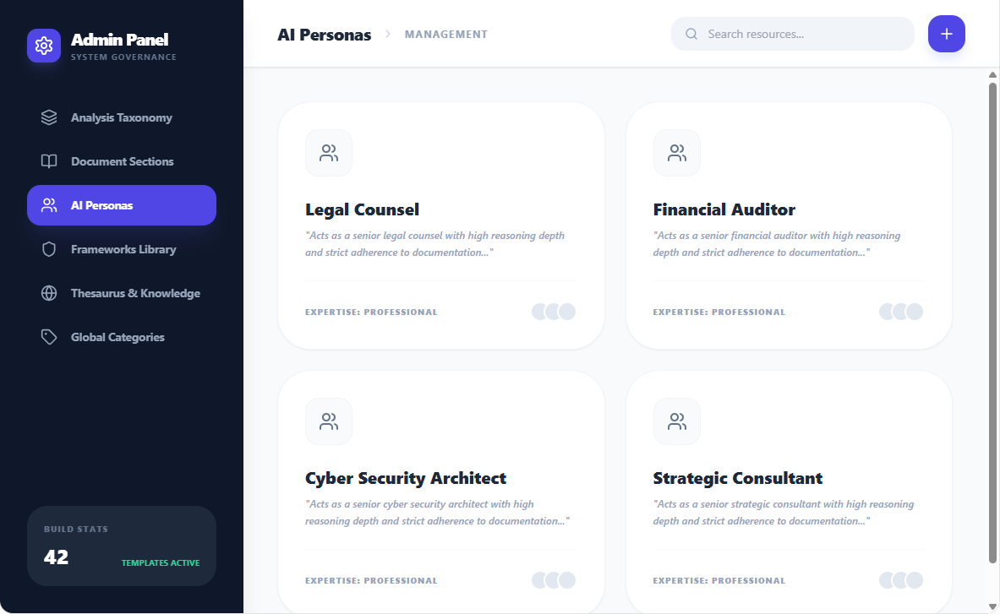 Admin Panel
SYSTEM GOVERNANCE
Analysis Taxonomy
Document Sections
AI Personas
Frameworks Library
Thesaurus & Knowledge
Global Categories
BUILD STATS
42
TEMPLATES ACTIVE
AI Personas
MANAGEMENT
Search resources...
Legal Counsel
"Acts as a senior legal counsel with high reasoning depth
and strict adherence to documentation..."
EXPERTISE: PROFESSIONAL
Financial Auditor
"Acts as a senior financial auditor with high reasoning
depth and strict adherence to documentation..."
EXPERTISE: PROFESSIONAL
Cyber Security Architect
"Acts as a senior cyber security architect with high
reasoning depth and strict adherence to documentation..."
EXPERTISE: PROFESSIONAL
Strategic Consultant
"Acts as a senior strategic consultant with high reasoning
depth and strict adherence to documentation..."
EXPERTISE: PROFESSIONAL